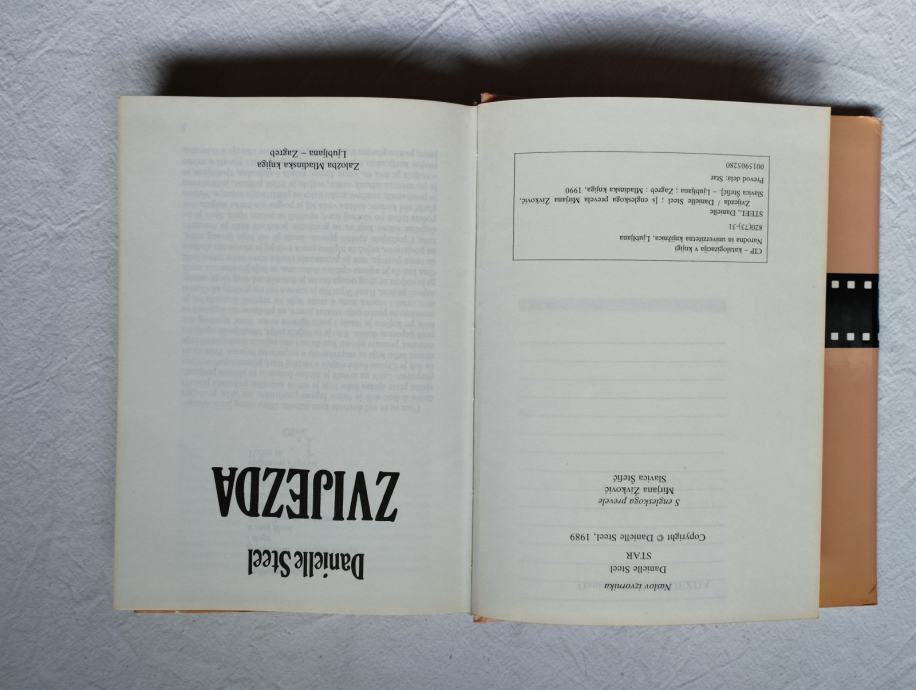 Naslov izvornika
Danielle Steel
STAR
Copyright © Danielle Steel, 1989
S engleskoga prevele
Mirjana Živković
Slavica Štefić
CIP – katalogizacija v knjigi
Narodna in univerzitetna knjižnica, Ljubljana
820(73)-31
STEEL, Danielle
Zvijezda / Danielle Steel ; [s engleskoga prevela Mirjana Živković,
Slavica Štefić]. – Ljubljana : Zagreb : Mladinska knjiga, 1990
Prevod dela: Star
0015905280
Danielle Steel
ZVIJEZDA
Založba Mladinska knjiga
Ljubljana – Zagreb